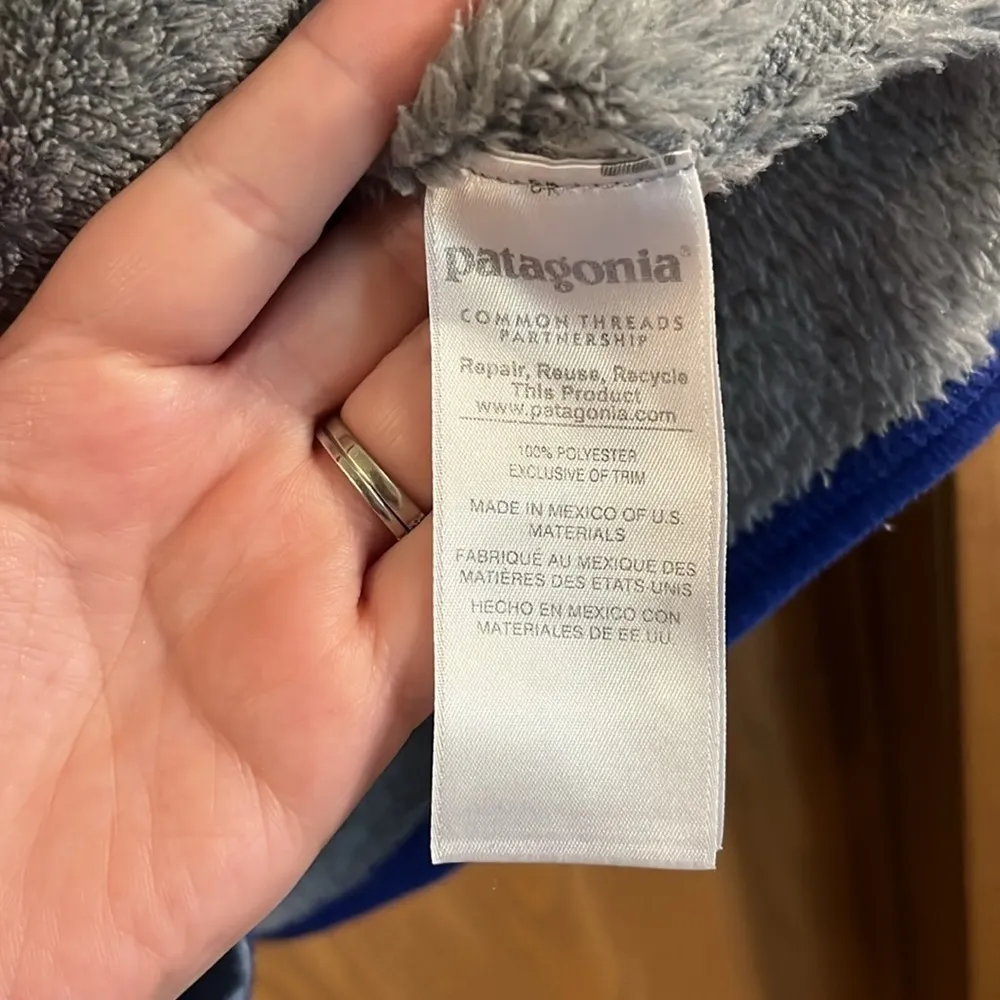 patagonia®
COMMON THREADS
PARTNERSHIP
Repair, Reuse, Recycle
This Product
www.patagonia.com
100% POLYESTER
EXCLUSIVE OF TRIM
MADE IN MEXICO OF U.S.
MATERIALS
FABRIQUÉ AU MEXIQUE DES
MATIÈRES DES ETATS-UNIS
HECHO EN MEXICO CON
MATERIALES DE EE.UU.